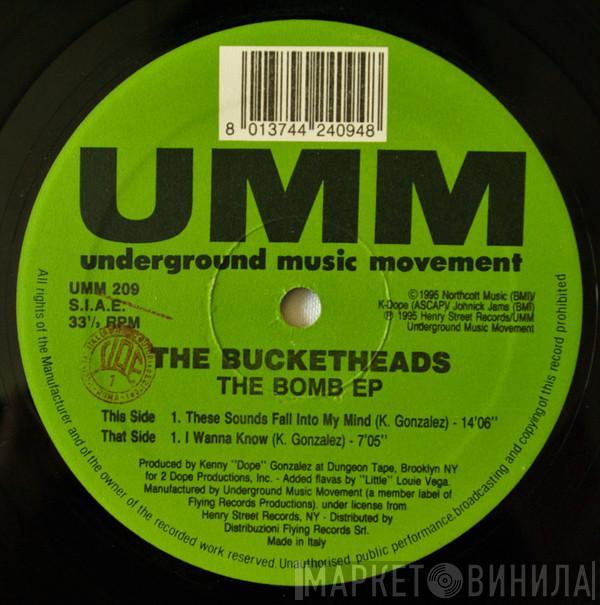 8 013744 240948
UMM
underground music movement
UMM 209
S.I.A.E.
33⅓ RPM
©1995 Northcott Music (BMI)/
K-Dope (ASCAP)/ Johnick Jams (BMI)
℗ 1995 Henry Street Records/UMM
Underground Music Movement
THE BUCKETHEADS
THE BOMB EP
This Side 1. These Sounds Fall Into My Mind (K. Gonzalez) - 14'06"
That Side 1. I Wanna Know (K. Gonzalez) - 7'05"
Produced by Kenny "Dope" Gonzalez at Dungeon Tape, Brooklyn NY
for 2 Dope Productions, Inc. - Added flavas by "Little" Louie Vega.
Manufactured by Underground Music Movement (a member label of
Flying Records Productions). under license from
Henry Street Records, NY - Distributed by
Distribuzioni Flying Records Srl.
Made in Italy
All rights of the Manufacturer and of the owner of the recorded work reserved. Unauthorised public performance.broadcasting and copying of this record prohibited
МАРКЕТ ВИНИЛА